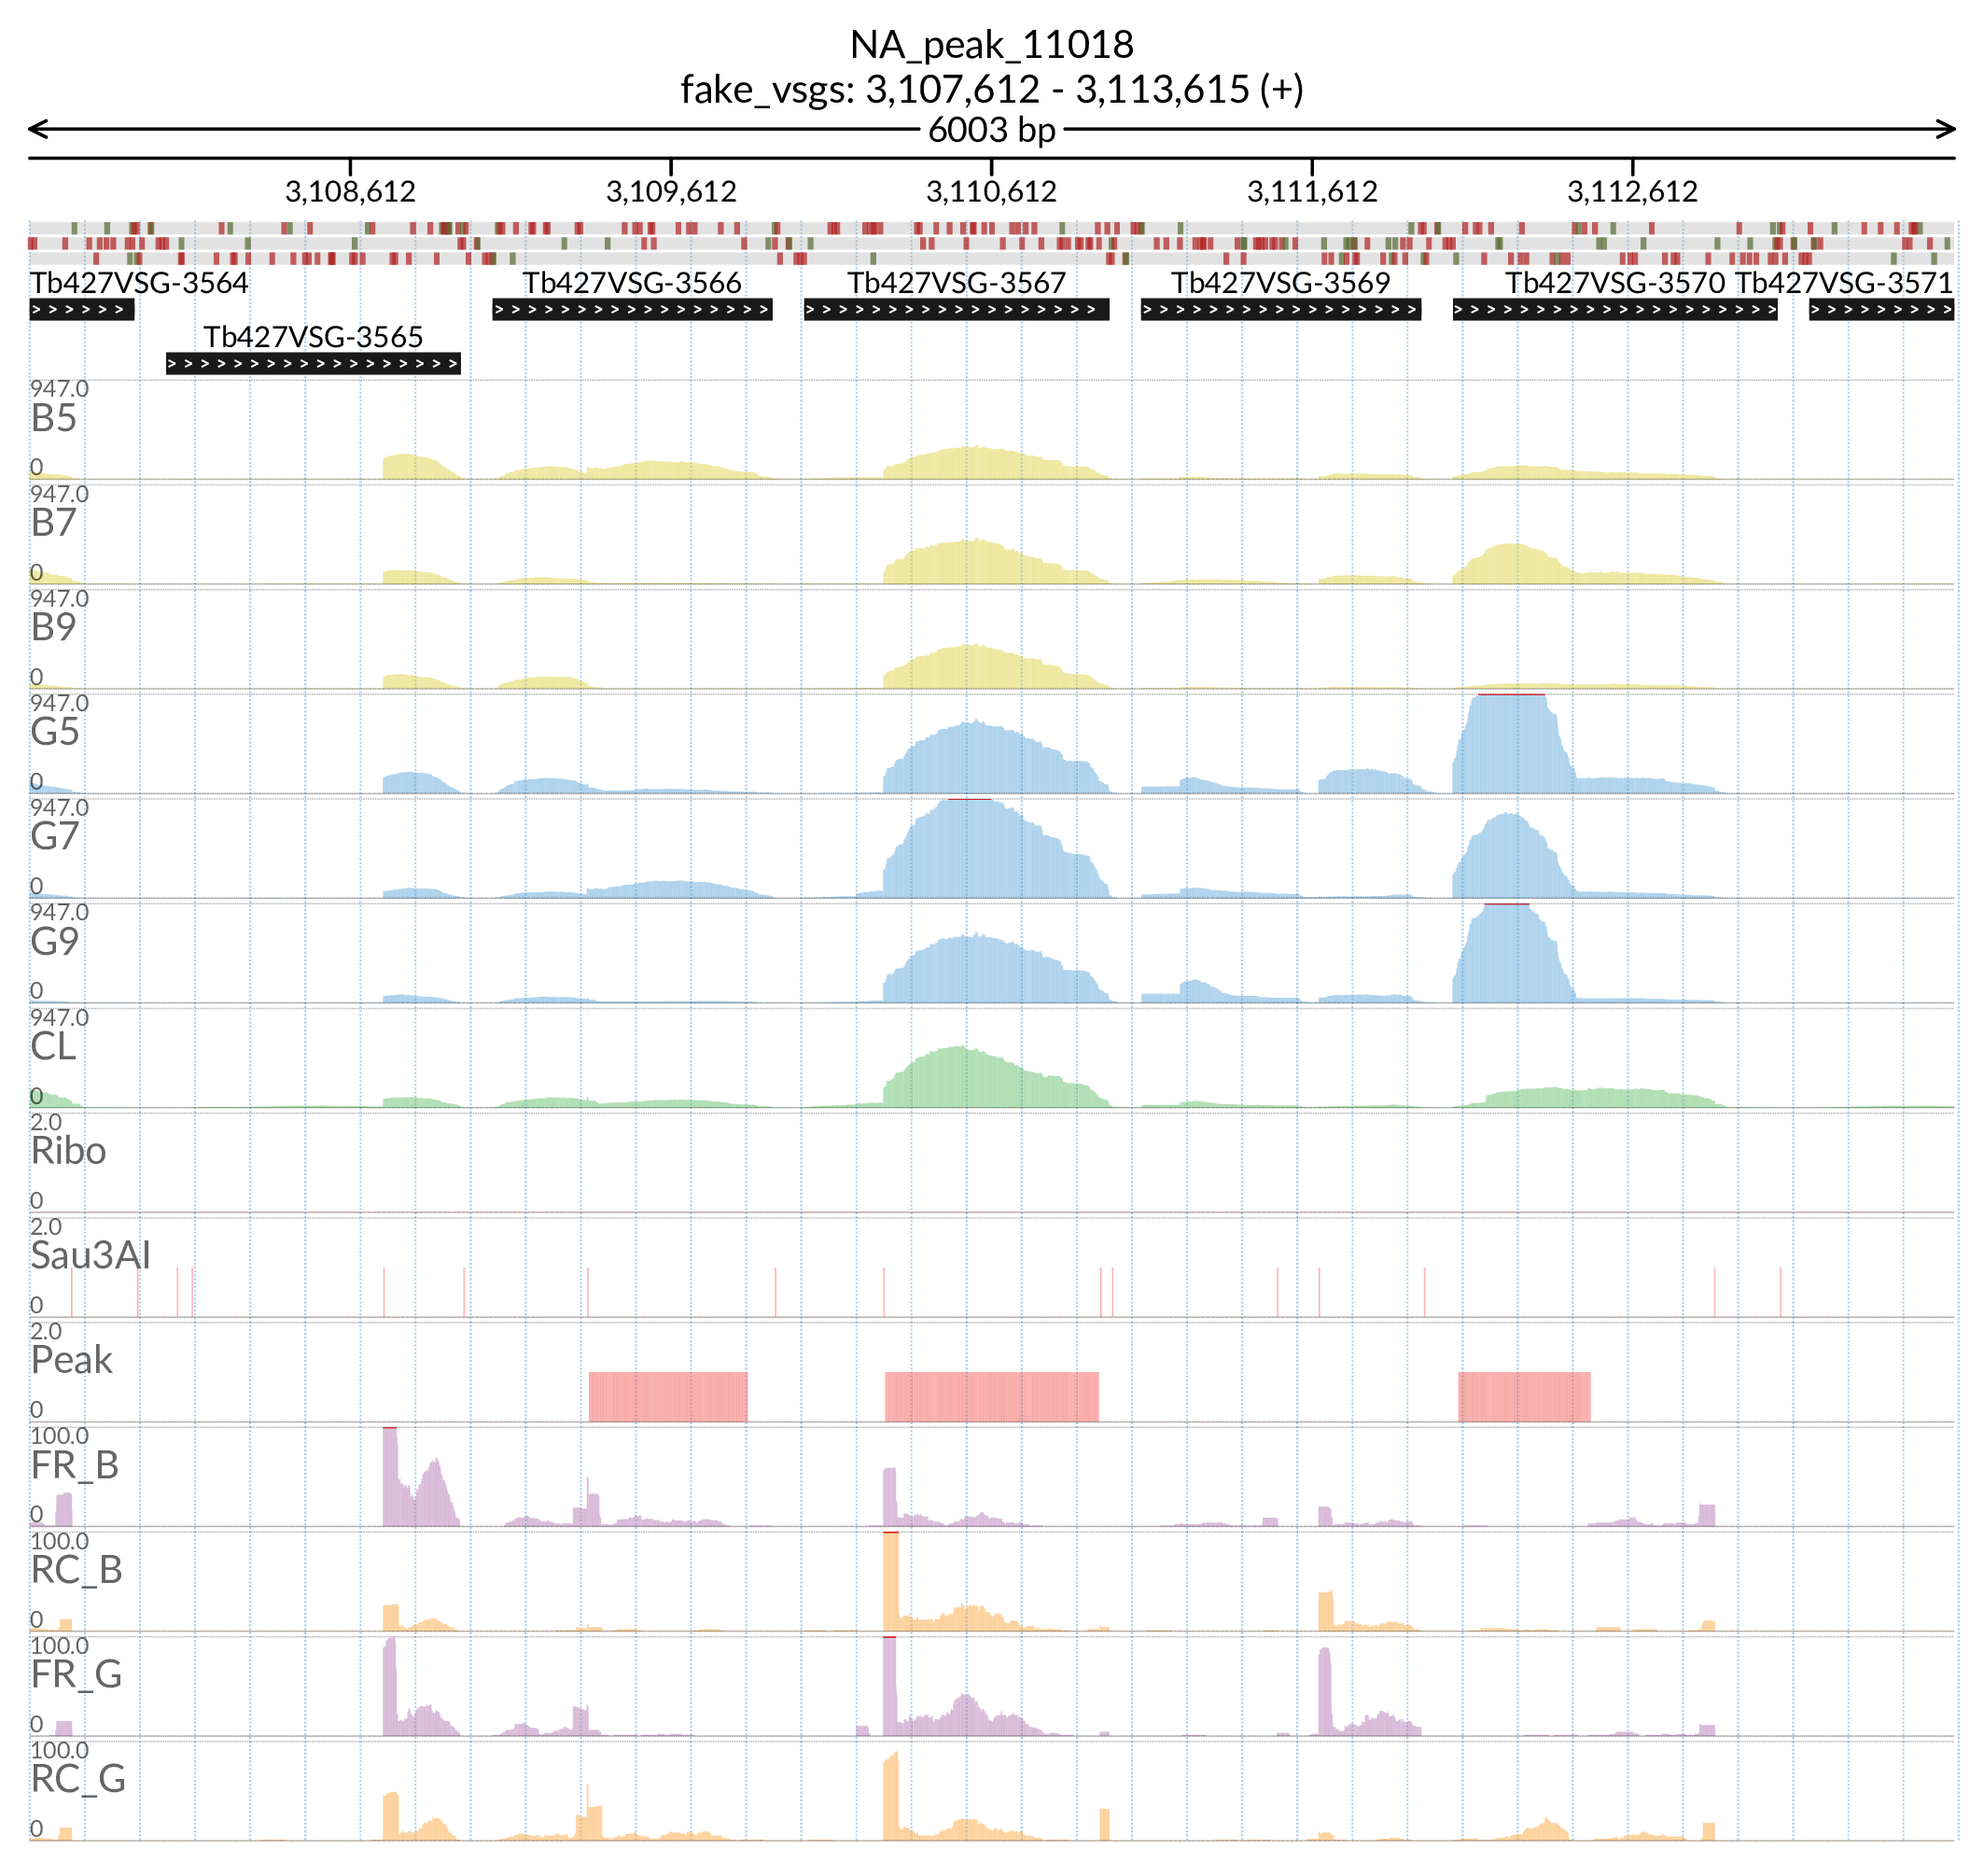 NA_peak_11018
fake_vsgs: 3,107,612 - 3,113,615 (+)
6003 bp
3,108,612 3,109,612 3,110,612 3,111,612 3,112,612
Tb427VSG-3564 Tb427VSG-3566 Tb427VSG-3567 Tb427VSG-3569 Tb427VSG-3570 Tb427VSG-3571
Tb427VSG-3565
947.0
B5
0
947.0
B7
0
947.0
B9
0
947.0
G5
0
947.0
G7
0
947.0
G9
0
947.0
CL
0
2.0
Ribo
0
2.0
Sau3AI
0
2.0
Peak
0
100.0
FR_B
0
100.0
RC_B
0
100.0
FR_G
0
100.0
RC_G
0